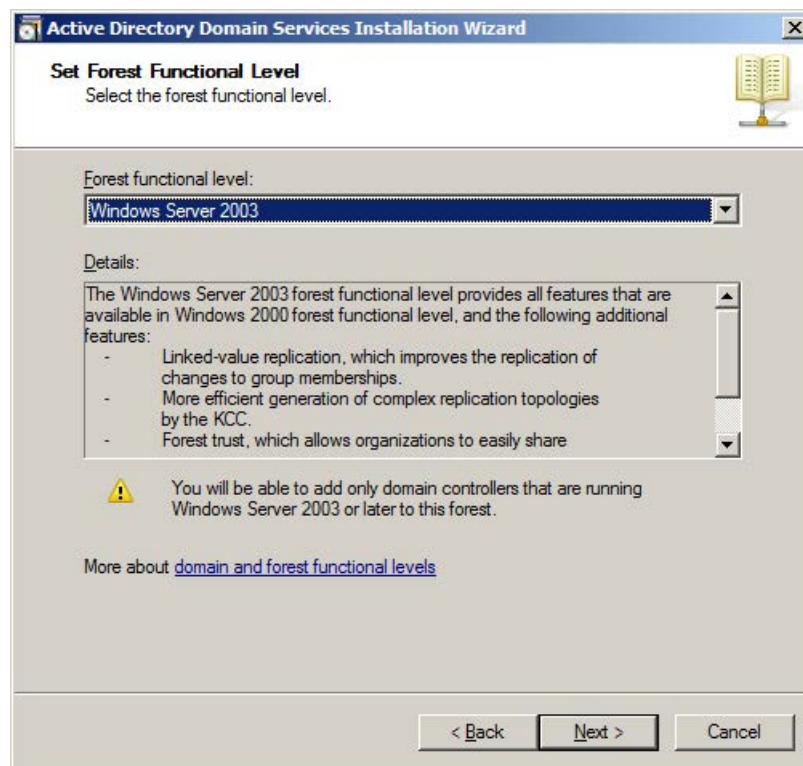 Active Directory Domain Services Installation Wizard
Set Forest Functional Level
Select the forest functional level.
Forest functional level:
Windows Server 2003
Details:
The Windows Server 2003 forest functional level provides all features that are
available in Windows 2000 forest functional level, and the following additional
features:
- Linked-value replication, which improves the replication of
changes to group memberships.
- More efficient generation of complex replication topologies
by the KCC.
- Forest trust, which allows organizations to easily share
You will be able to add only domain controllers that are running
Windows Server 2003 or later to this forest.
More about domain and forest functional levels
< Back Next > Cancel